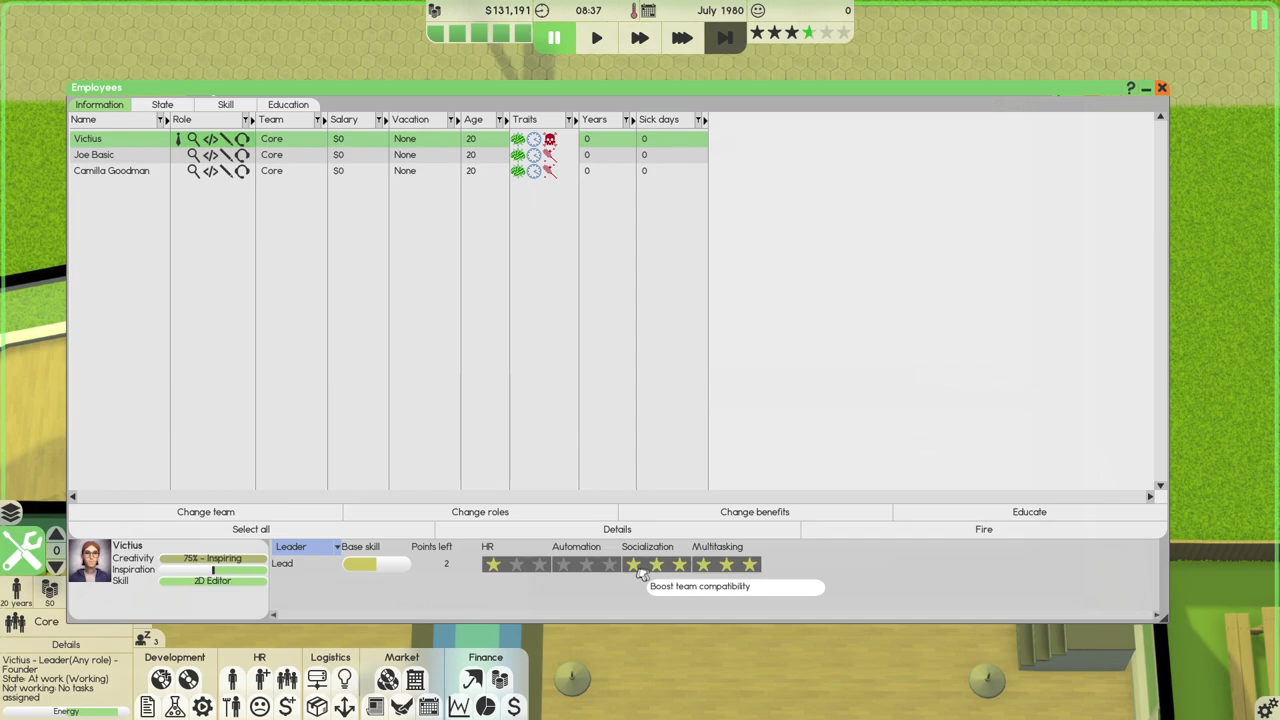 $131,191 08:37 July 1980 0
Employees ?
Information State Skill Education
Name Role Team Salary Vacation Age Traits Years Sick days
Victius Core $0 None 20 0 0
Joe Basic Core $0 None 20 0 0
Camilla Goodman Core $0 None 20 0 0
Change team Change roles Change benefits Educate
Select all Details Fire
Victius
Creativity 75% - Inspiring
Inspiration
Skill 2D Editor
Leader Base skill Points left HR Automation Socialization Multitasking
Lead 2
Boost team compatibility
0
20 years $0
Core
Details
Victius - Leader(Any role) -
Founder
State: At work (Working)
Not working: No tasks
assigned
Energy
Z 3
Development HR Logistics Market Finance